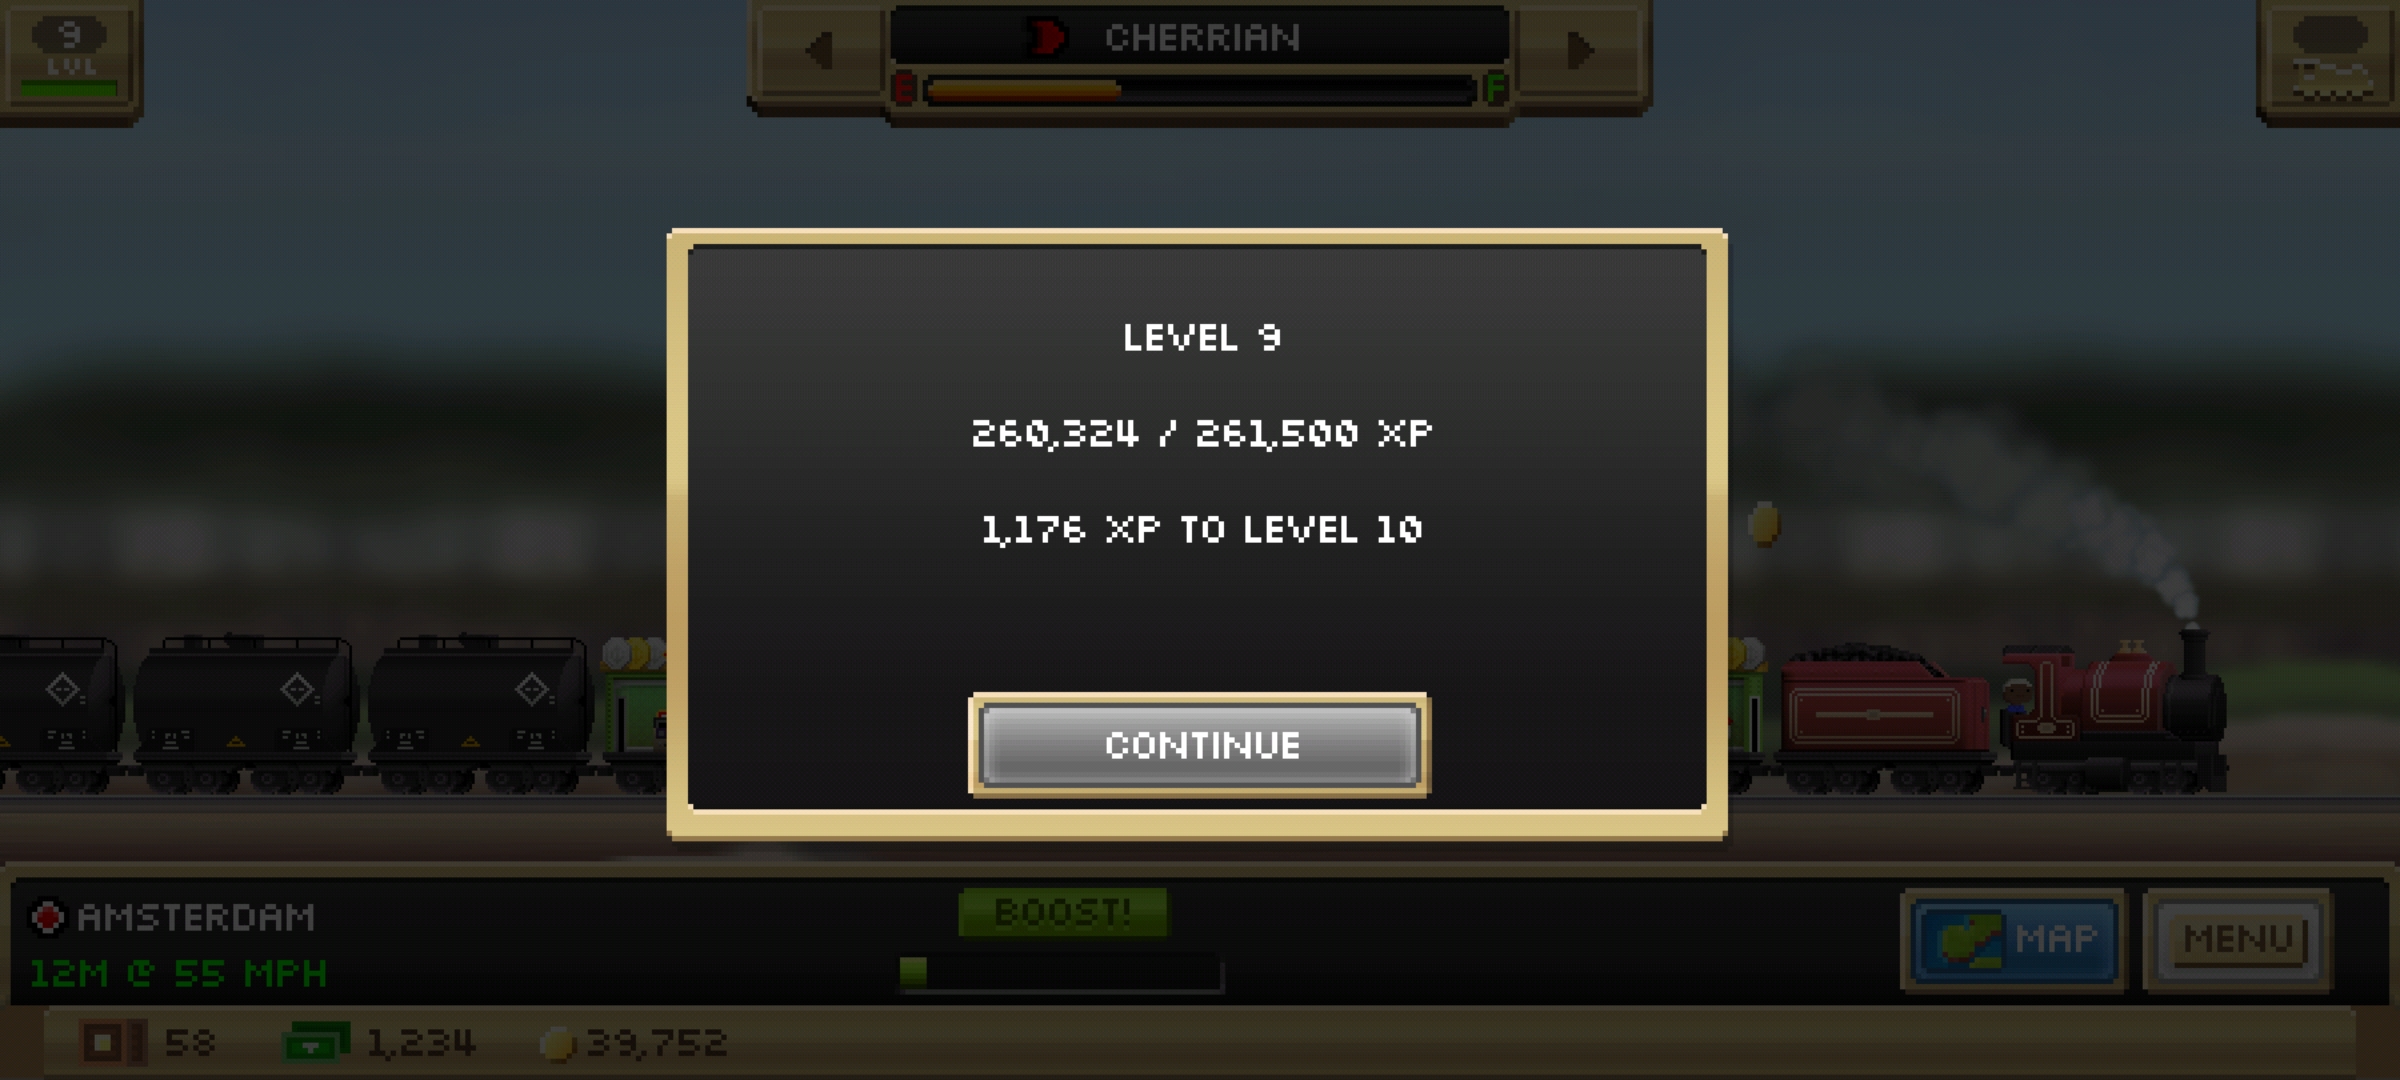 9
LVL
CHERRIAN
E F
LEVEL 9
260,324 / 261,500 XP
1,176 XP TO LEVEL 10
CONTINUE
AMSTERDAM
12M @ 55 MPH
BOOST!
MAP
MENU
58 1,234 39,752